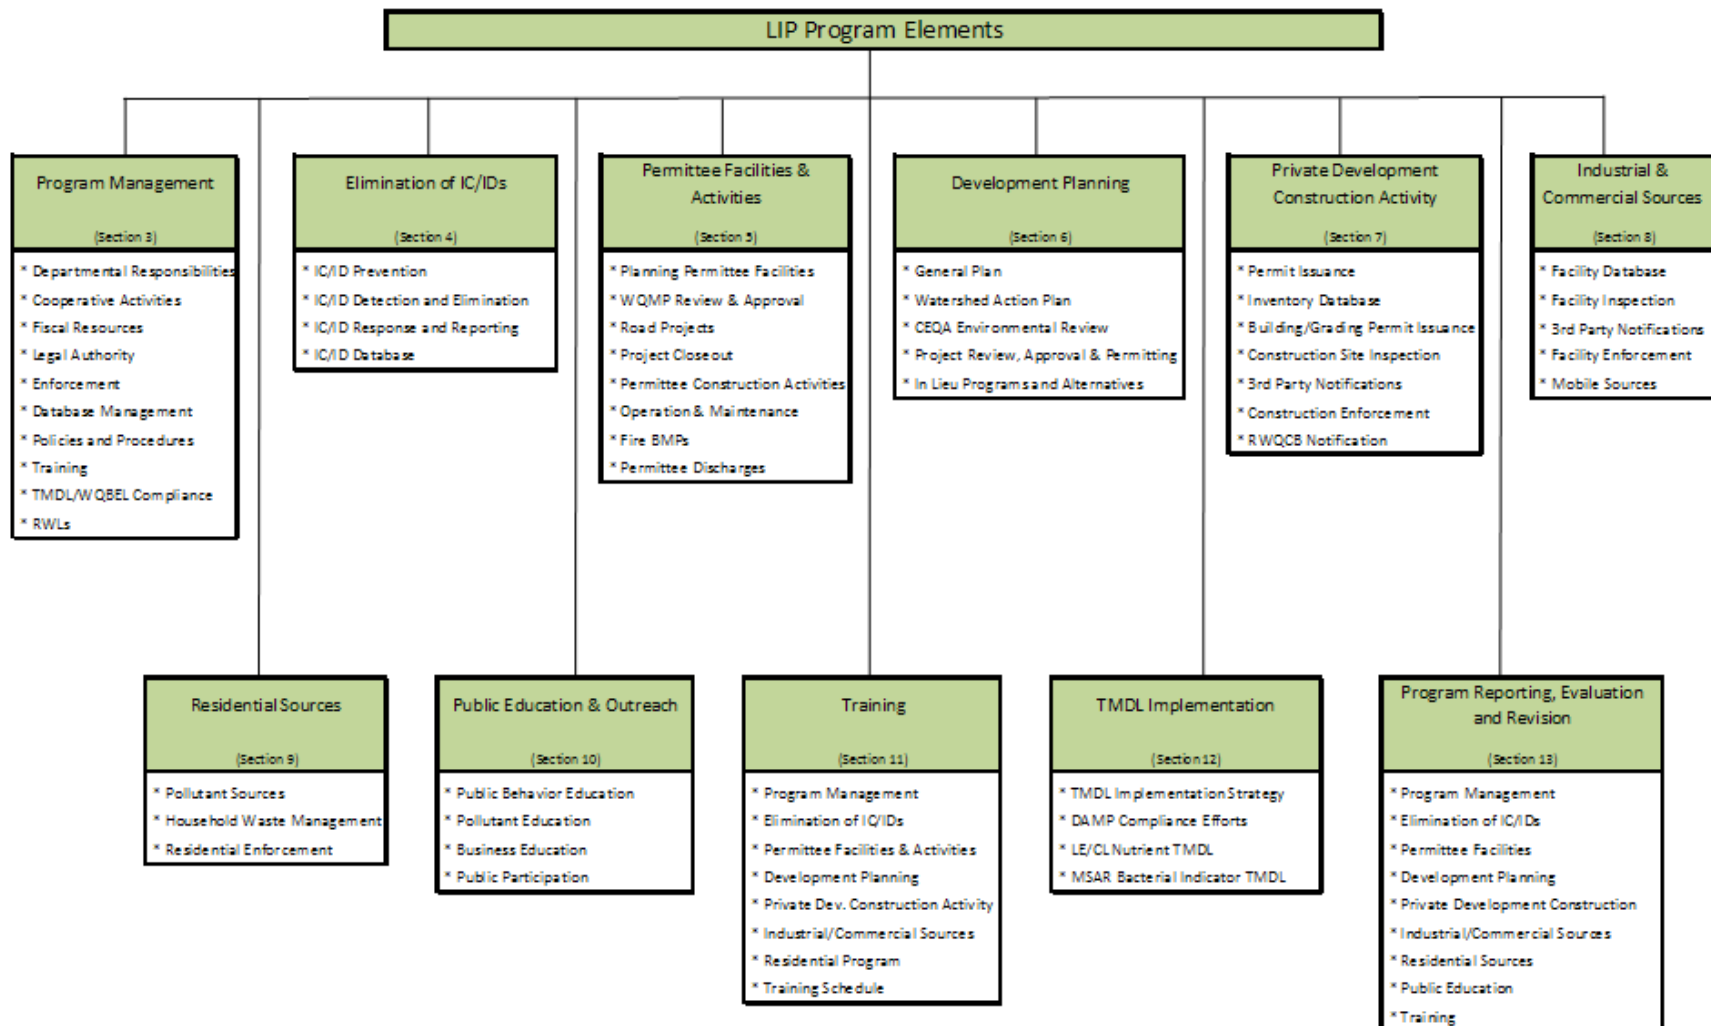 LIP Program Elements
Program Management
(Section 3)
* Departmental Responsibilities
* Cooperative Activities
* Fiscal Resources
* Legal Authority
* Enforcement
* Database Management
* Policies and Procedures
* Training
* TMDL/WQBEL Compliance
* RWLs
Elimination of IC/IDs
(Section 4)
* IC/ID Prevention
* IC/ID Detection and Elimination
* IC/ID Response and Reporting
* IC/ID Database
Permittee Facilities &
Activities
(Section 5)
* Planning Permittee Facilities
* WQMP Review & Approval
* Road Projects
* Project Closeout
* Permittee Construction Activities
* Operation & Maintenance
* Fire BMPs
* Permittee Discharges
Development Planning
(Section 6)
* General Plan
* Watershed Action Plan
* CEQA Environmental Review
* Project Review, Approval & Permitting
* In Lieu Programs and Alternatives
Private Development
Construction Activity
(Section 7)
* Permit Issuance
* Inventory Database
* Building/Grading Permit Issuance
* Construction Site Inspection
* 3rd Party Notifications
* Construction Enforcement
* RWQCB Notification
Industrial &
Commercial Sources
(Section 8)
* Facility Database
* Facility Inspection
* 3rd Party Notifications
* Facility Enforcement
* Mobile Sources
Residential Sources
(Section 9)
* Pollutant Sources
* Household Waste Management
* Residential Enforcement
Public Education & Outreach
(Section 10)
* Public Behavior Education
* Pollutant Education
* Business Education
* Public Participation
Training
(Section 11)
* Program Management
* Elimination of IC/IDs
* Permittee Facilities & Activities
* Development Planning
* Private Dev. Construction Activity
* Industrial/Commercial Sources
* Residential Program
* Training Schedule
TMDL Implementation
(Section 12)
* TMDL Implementation Strategy
* DAMP Compliance Efforts
* LE/CL Nutrient TMDL
* MSAR Bacterial Indicator TMDL
Program Reporting, Evaluation
and Revision
(Section 13)
* Program Management
* Elimination of IC/IDs
* Permittee Facilities
* Development Planning
* Private Development Construction
* Industrial/Commercial Sources
* Residential Sources
* Public Education
* Training